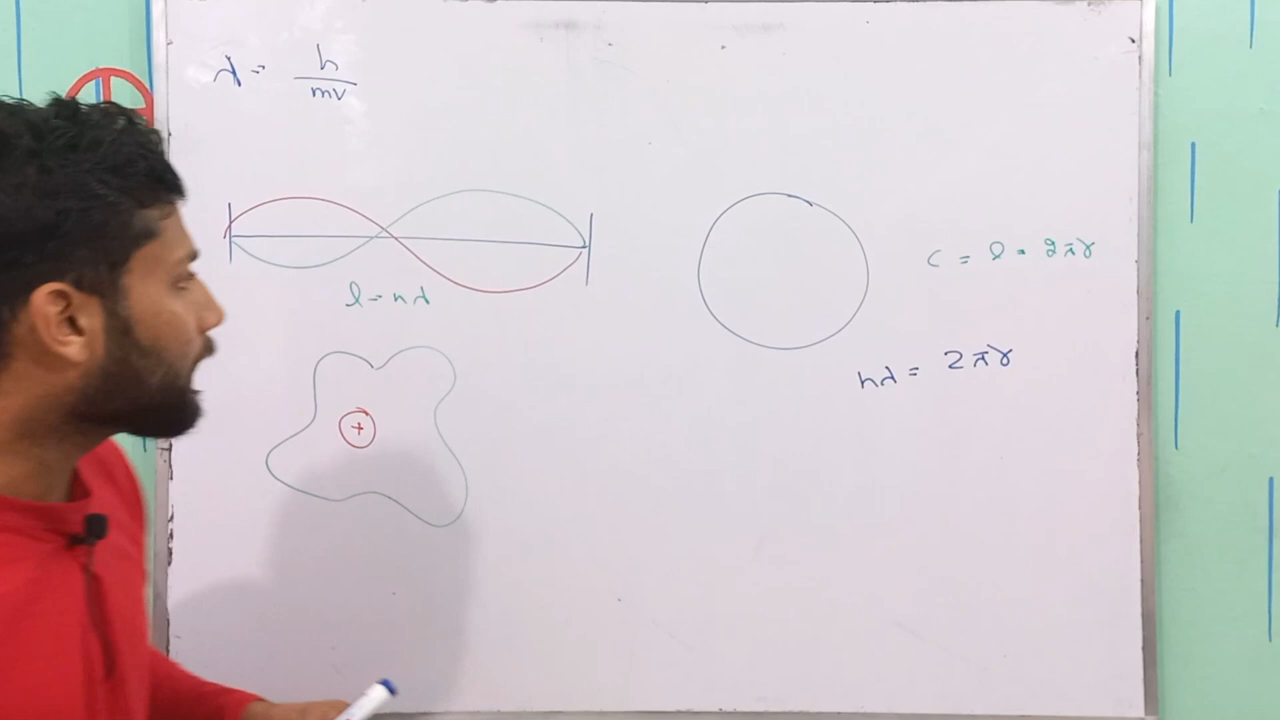 λ = h/mv
l = nλ
+
C = l = 2πr
nλ = 2πr